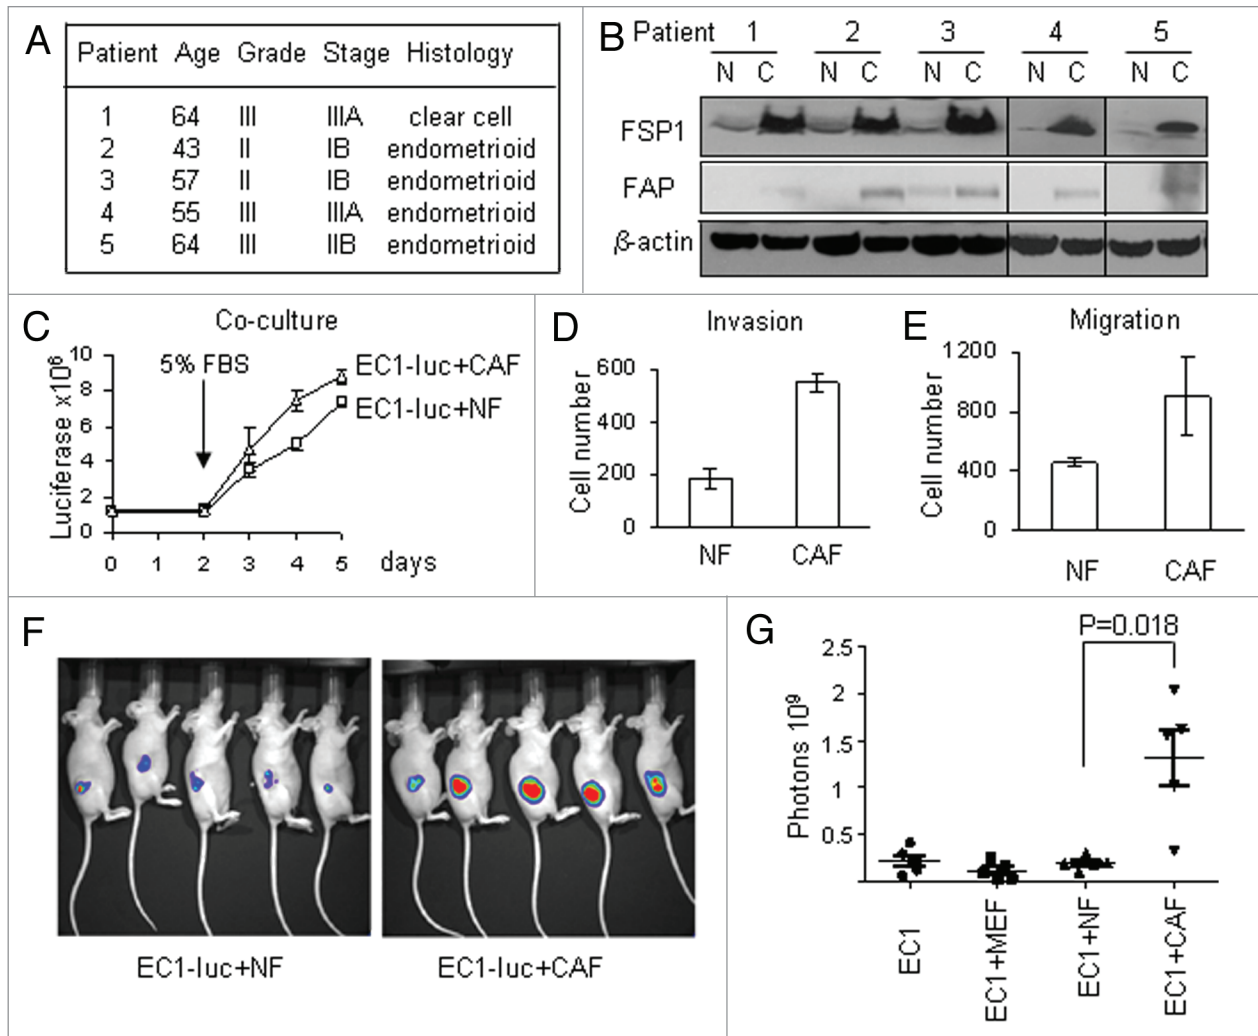 A
Patient Age Grade Stage Histology
1 64 III IIIA clear cell
2 43 II IB endometrioid
3 57 II IB endometrioid
4 55 III IIIA endometrioid
5 64 III IIB endometrioid
B Patient 1 2 3 4 5
N C N C N C N C N C
FSP1
FAP
ß-actin
C
Co-culture
Luciferase x10⁶
10
8
6
4
2
0
5% FBS
EC1-luc+CAF
EC1-luc+NF
0 1 2 3 4 5 days
D
Invasion
Cell number
600
400
200
0
NF CAF
E
Migration
Cell number
1200
800
400
0
NF CAF
F
EC1-luc+NF EC1-luc+CAF
G
P=0.018
Photons 10⁹
2.5
2
1.5
1
0.5
EC1
EC1+MEF
EC1+NF
EC1+CAF